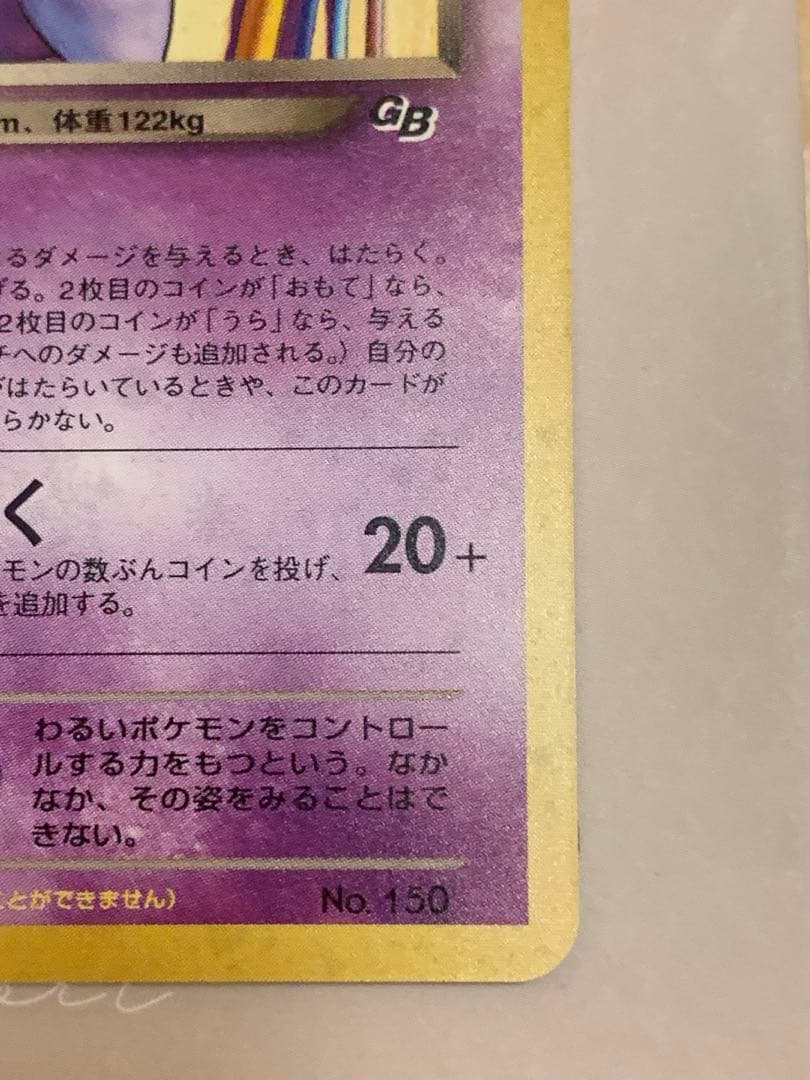 m、体重122kg
GB
るダメージを与えるとき、はたらく。
げる。2枚目のコインが「おもて」なら、
2枚目のコインが「うら」なら、与える
チへのダメージも追加される。）自分の
がはたらいているときや、このカードが
らかない。
く
20+
モンの数ぶんコインを投げ、
を追加する。
わるいポケモンをコントロー
ルする力をもつという。なか
なか、その姿をみることはで
きない。
ことができません）
No. 150